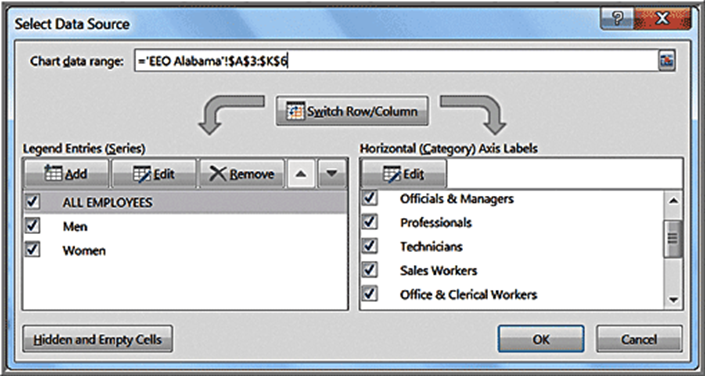 Select Data Source
Chart data range: ='EEO Alabama'!$A$3:$K$6
Switch Row/Column
Legend Entries (Series)
Add Edit Remove
ALL EMPLOYEES
Men
Women
Horizontal (Category) Axis Labels
Edit
Officials & Managers
Professionals
Technicians
Sales Workers
Office & Clerical Workers
Hidden and Empty Cells
OK Cancel